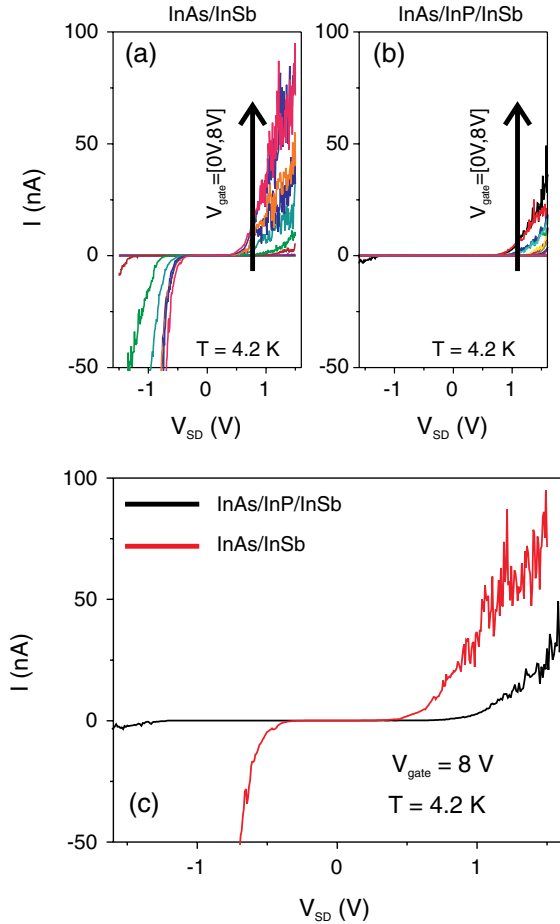 InAs/InSb
InAs/InP/InSb
(a)
(b)
100
50
0
-50
I (nA)
V_gate=[0V,8V]
T = 4.2 K
-1
0
1
V_SD (V)
100
50
0
-50
V_gate=[0V,8V]
T = 4.2 K
-1
0
1
V_SD (V)
100
50
0
-50
I (nA)
InAs/InP/InSb
InAs/InSb
V_gate = 8 V
T = 4.2 K
(c)
-1
0
1
V_SD (V)